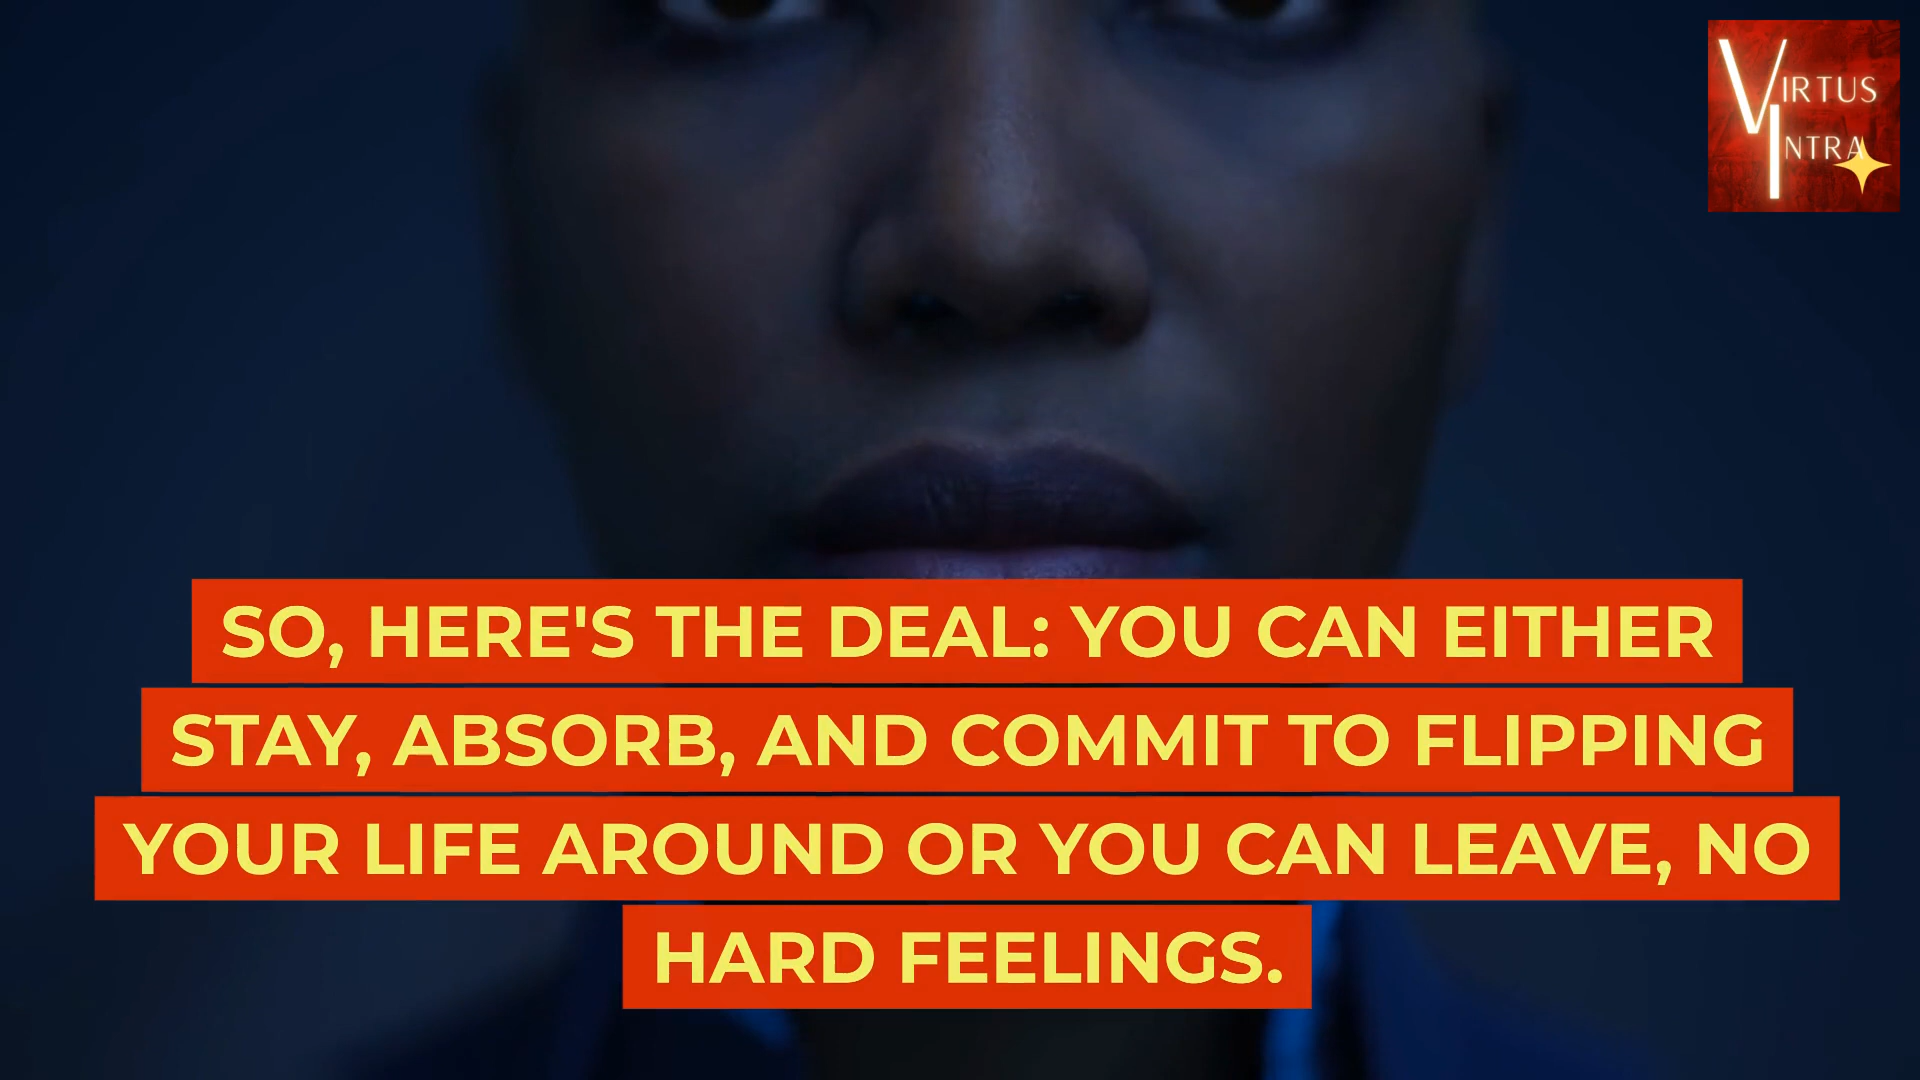 VIRTUS
INTRA
SO, HERE'S THE DEAL: YOU CAN EITHER
STAY, ABSORB, AND COMMIT TO FLIPPING
YOUR LIFE AROUND OR YOU CAN LEAVE, NO
HARD FEELINGS.